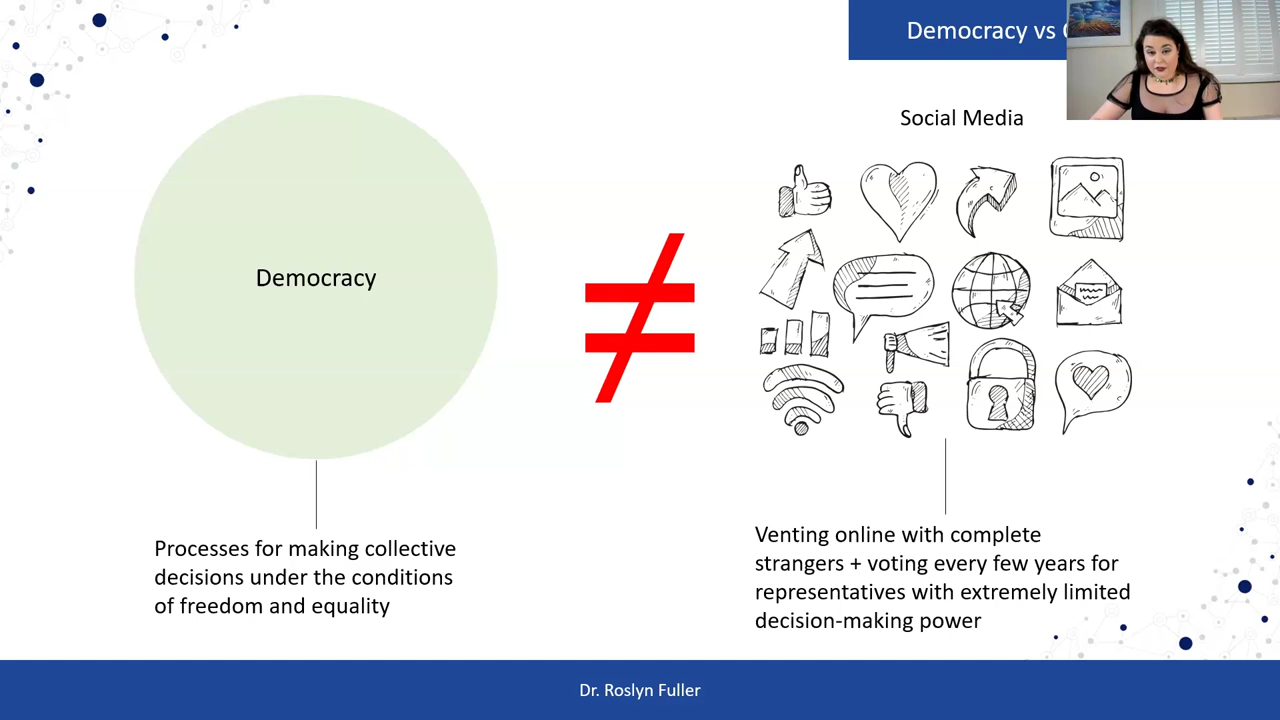 Democracy vs
Social Media
Democracy
≠
Processes for making collective
decisions under the conditions
of freedom and equality
Venting online with complete
strangers + voting every few years for
representatives with extremely limited
decision-making power
Dr. Roslyn Fuller